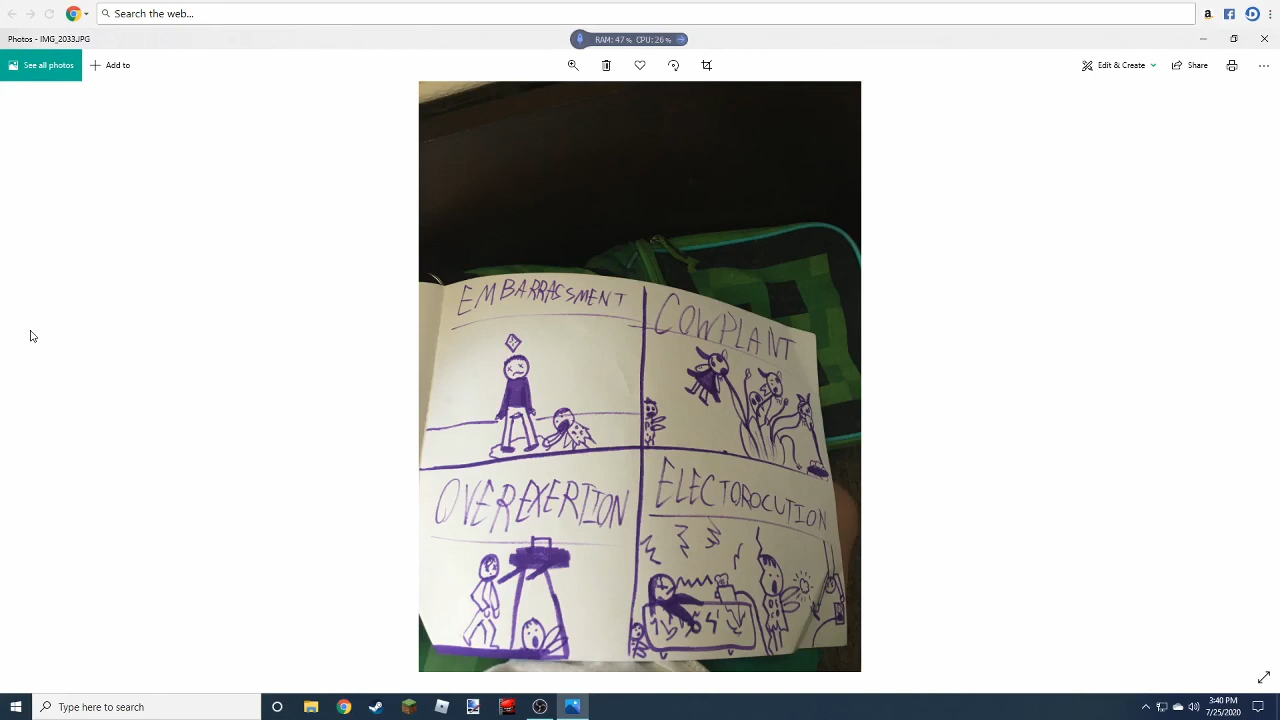 Search the web...
Photos - IMG_2033.JPG
RAM:47% CPU:26%
See all photos
Add to
Edit & Create
Share
EMBARRASSMENT
COWPLANT
OVEREXERTION
ELECTOROCUTION
Type here to search
3:40 PM
7/25/2020